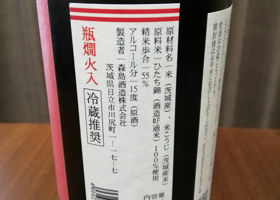 原材料名 米(茨城産)、米こうじ(茨城産米)
原料米 ひたち錦(酒造好適米)100%使用
精米歩合 55%
アルコール分 15度(原酒)
製造者 森島酒造株式会社
茨城県日立市川尻町一-一七-七
瓶燗火入
冷蔵推奨
内容量